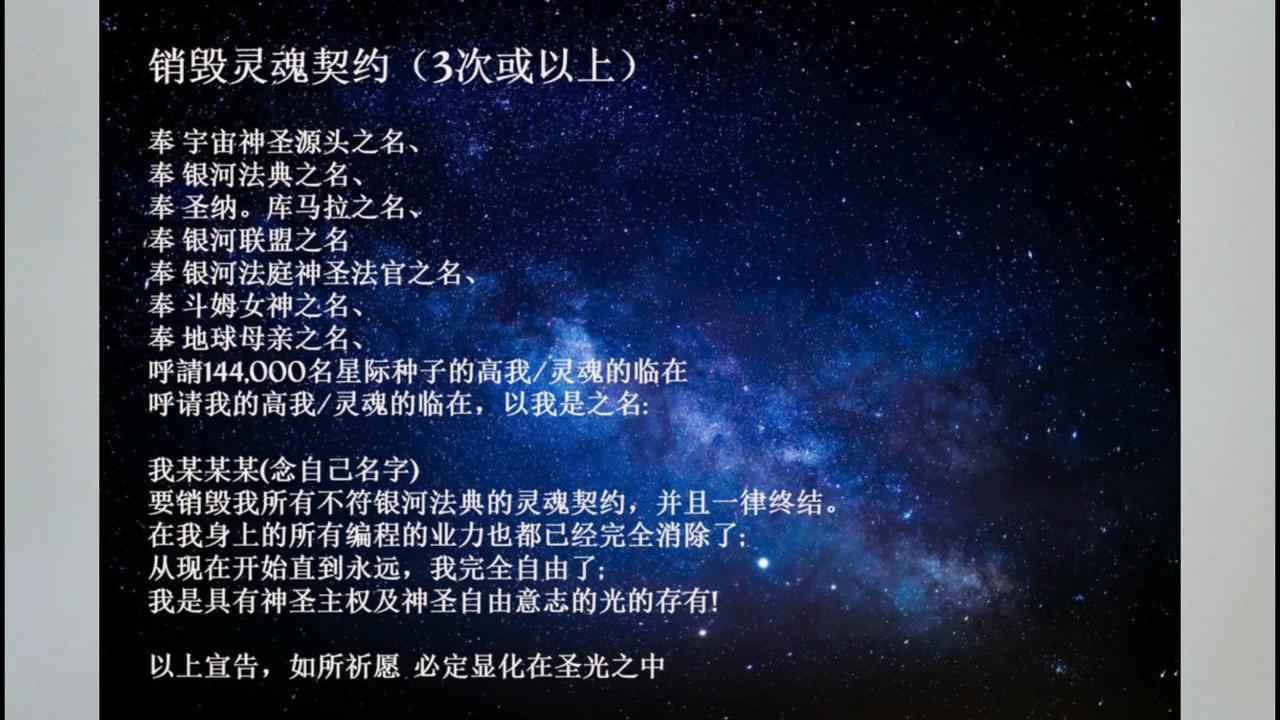 销毁灵魂契约（3次或以上）
奉 宇宙神圣源头之名、
奉 银河法典之名、
奉 圣纳。库马拉之名、
奉 银河联盟之名
奉 银河法庭神圣法官之名、
奉 斗姆女神之名、
奉 地球母亲之名、
呼請144,000名星际种子的高我/灵魂的临在
呼请我的高我/灵魂的临在，以我是之名:
我某某某(念自己名字)
要销毁我所有不符银河法典的灵魂契约，并且一律终结。
在我身上的所有编程的业力也都已经完全消除了;
从现在开始直到永远，我完全自由了;
我是具有神圣主权及神圣自由意志的光的存有!
以上宣告，如所祈愿 必定显化在圣光之中